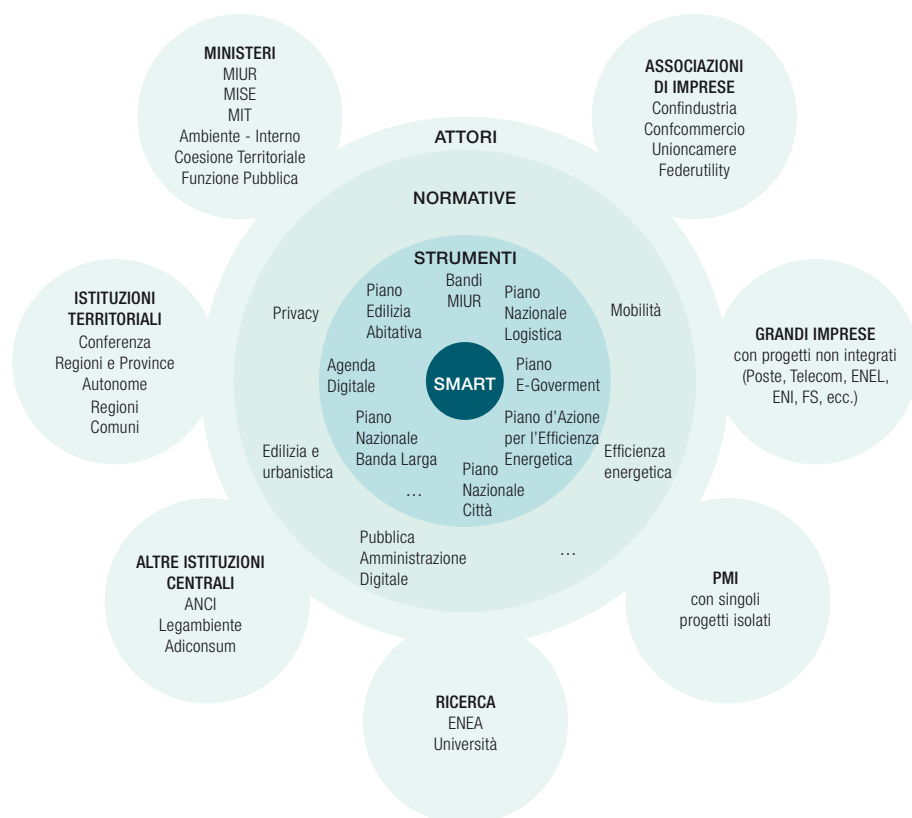 MINISTERI
MIUR
MISE
MIT
Ambiente - Interno
Coesione Territoriale
Funzione Pubblica
ASSOCIAZIONI
DI IMPRESE
Confindustria
Confcommercio
Unioncamere
Federutility
ATTORI
NORMATIVE
STRUMENTI
Bandi
MIUR
Piano
Edilizia
Abitativa
Piano
Nazionale
Logistica
Privacy
Mobilità
ISTITUZIONI
TERRITORIALI
Conferenza
Regioni e Province
Autonome
Regioni
Comuni
GRANDI IMPRESE
con progetti non integrati
(Poste, Telecom, ENEL,
ENI, FS, ecc.)
Agenda
Digitale
SMART
Piano
E-Goverment
Piano
Nazionale
Banda Larga
Piano d'Azione
per l'Efficienza
Energetica
Edilizia e
urbanistica
Efficienza
energetica
…
Piano
Nazionale
Città
Pubblica
Amministrazione
Digitale
…
ALTRE ISTITUZIONI
CENTRALI
ANCI
Legambiente
Adiconsum
PMI
con singoli
progetti isolati
RICERCA
ENEA
Università